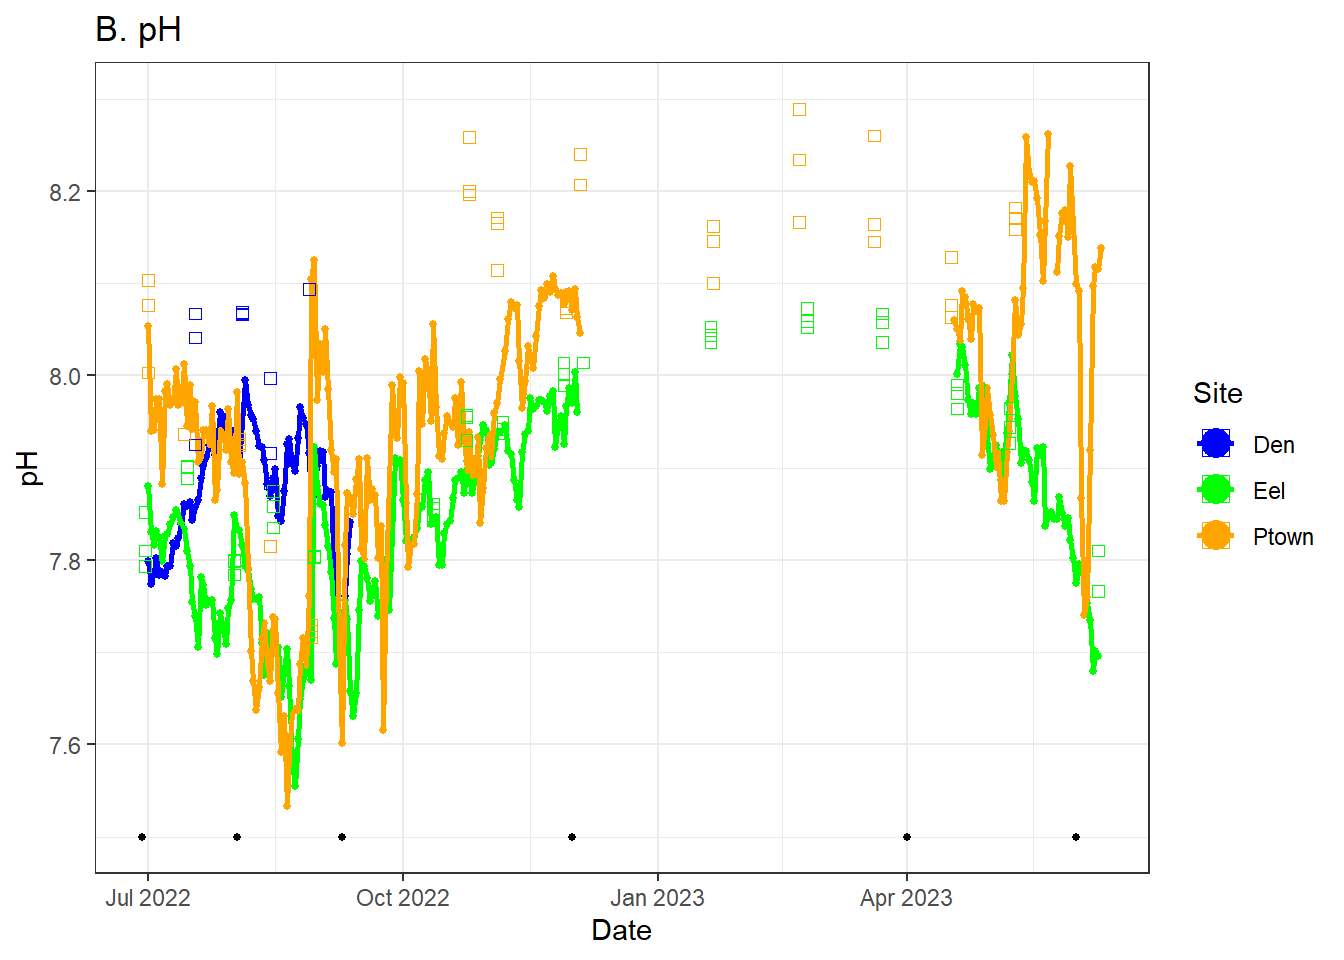 B. pH
8.2
8.0
7.8
7.6
pH
Jul 2022
Oct 2022
Jan 2023
Apr 2023
Date
Site
Den
Eel
Ptown